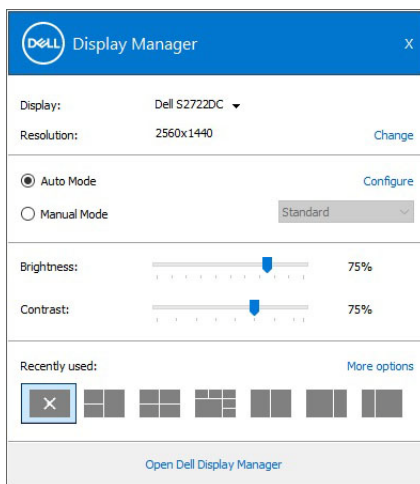 DELL Display Manager X
Display: Dell S2722DC
Resolution: 2560x1440 Change
Auto Mode Configure
Manual Mode Standard
Brightness: 75%
Contrast: 75%
Recently used: More options
Open Dell Display Manager